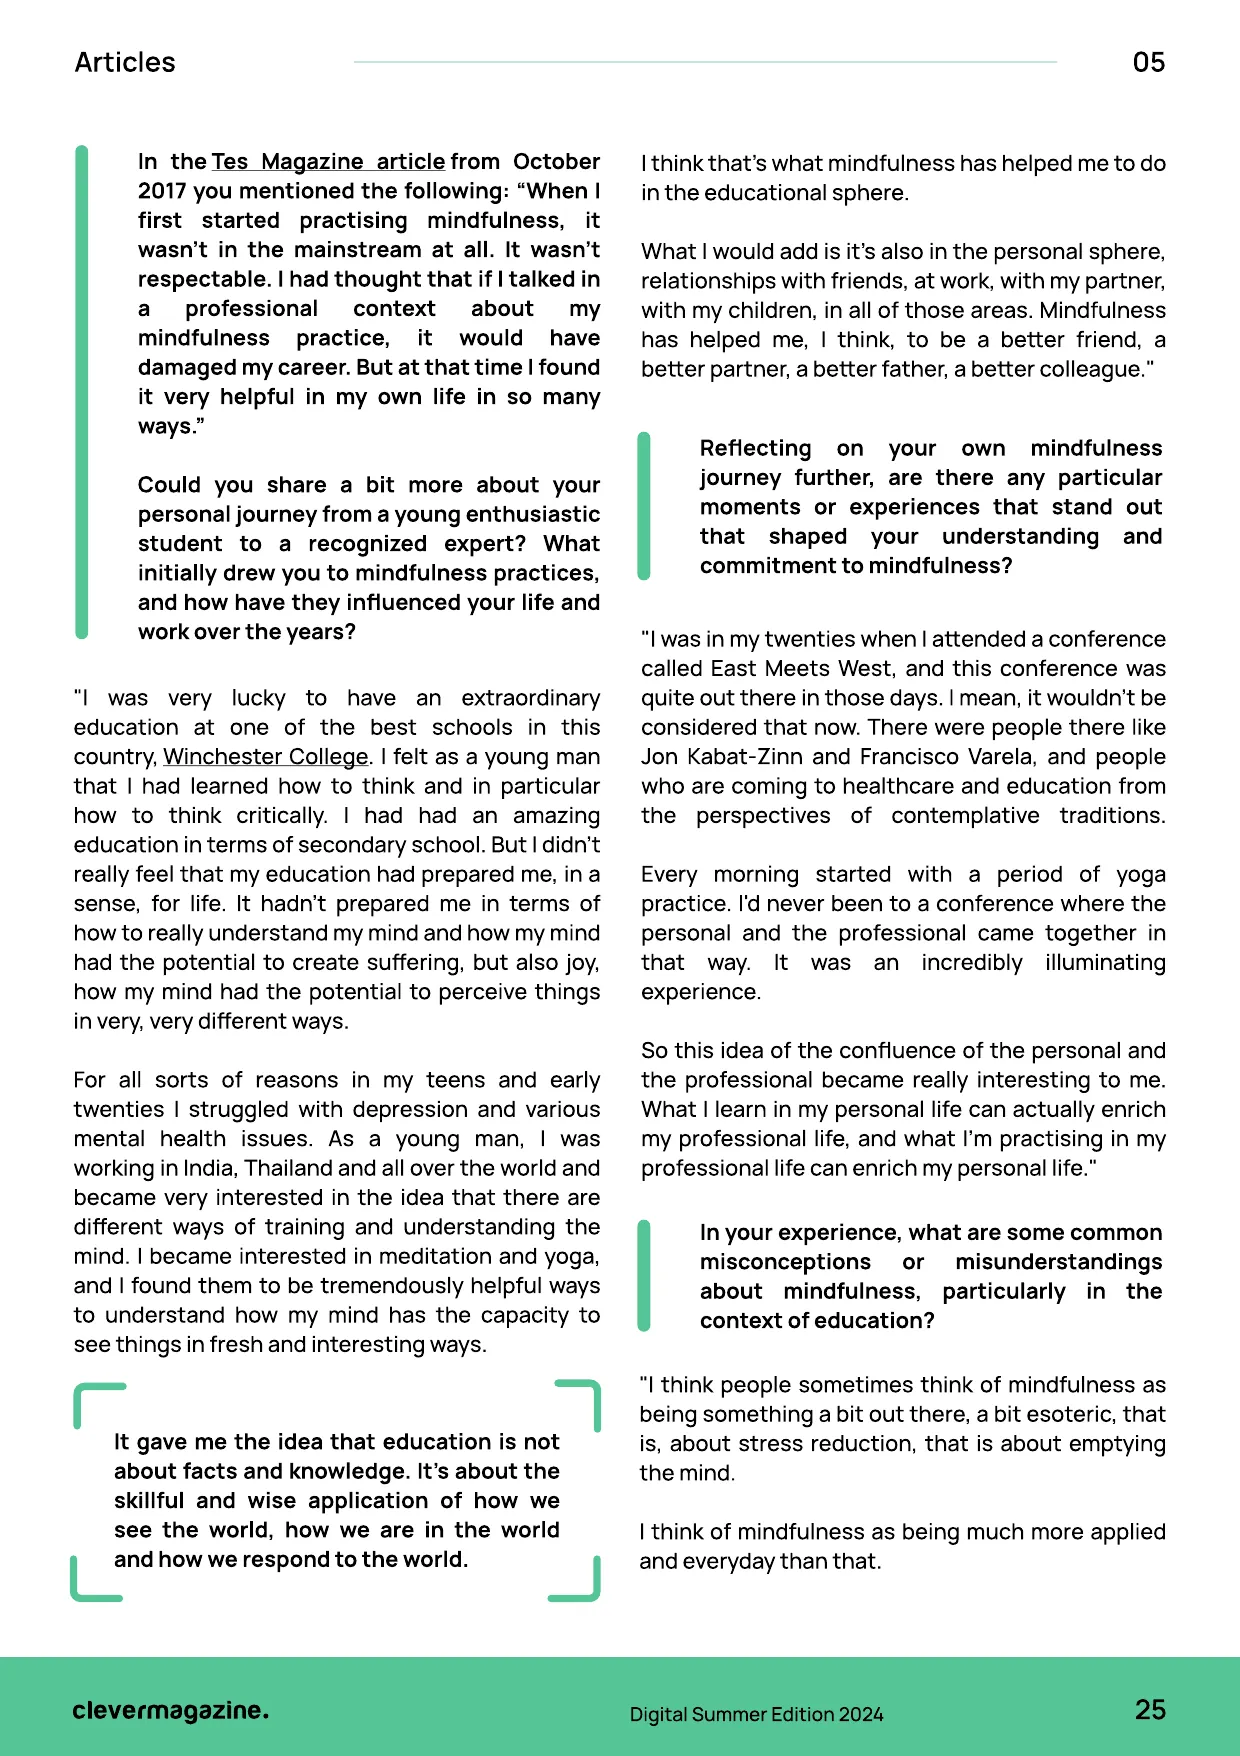 Articles
05
In the Tes Magazine article from October
2017 you mentioned the following: “When I
first started practising mindfulness, it
wasn’t in the mainstream at all. It wasn’t
respectable. I had thought that if I talked in
a professional context about my
mindfulness practice, it would have
damaged my career. But at that time I found
it very helpful in my own life in so many
ways.”
Could you share a bit more about your
personal journey from a young enthusiastic
student to a recognized expert? What
initially drew you to mindfulness practices,
and how have they influenced your life and
work over the years?
"I was very lucky to have an extraordinary
education at one of the best schools in this
country, Winchester College. I felt as a young man
that I had learned how to think and in particular
how to think critically. I had had an amazing
education in terms of secondary school. But I didn’t
really feel that my education had prepared me, in a
sense, for life. It hadn’t prepared me in terms of
how to really understand my mind and how my mind
had the potential to create suffering, but also joy,
how my mind had the potential to perceive things
in very, very different ways.
For all sorts of reasons in my teens and early
twenties I struggled with depression and various
mental health issues. As a young man, I was
working in India, Thailand and all over the world and
became very interested in the idea that there are
different ways of training and understanding the
mind. I became interested in meditation and yoga,
and I found them to be tremendously helpful ways
to understand how my mind has the capacity to
see things in fresh and interesting ways.
It gave me the idea that education is not
about facts and knowledge. It’s about the
skillful and wise application of how we
see the world, how we are in the world
and how we respond to the world.
I think that’s what mindfulness has helped me to do
in the educational sphere.
What I would add is it’s also in the personal sphere,
relationships with friends, at work, with my partner,
with my children, in all of those areas. Mindfulness
has helped me, I think, to be a better friend, a
better partner, a better father, a better colleague."
Reflecting on your own mindfulness
journey further, are there any particular
moments or experiences that stand out
that shaped your understanding and
commitment to mindfulness?
"I was in my twenties when I attended a conference
called East Meets West, and this conference was
quite out there in those days. I mean, it wouldn’t be
considered that now. There were people there like
Jon Kabat-Zinn and Francisco Varela, and people
who are coming to healthcare and education from
the perspectives of contemplative traditions.
Every morning started with a period of yoga
practice. I'd never been to a conference where the
personal and the professional came together in
that way. It was an incredibly illuminating
experience.
So this idea of the confluence of the personal and
the professional became really interesting to me.
What I learn in my personal life can actually enrich
my professional life, and what I’m practising in my
professional life can enrich my personal life."
In your experience, what are some common
misconceptions or misunderstandings
about mindfulness, particularly in the
context of education?
"I think people sometimes think of mindfulness as
being something a bit out there, a bit esoteric, that
is, about stress reduction, that is about emptying
the mind.
I think of mindfulness as being much more applied
and everyday than that.
clevermagazine.
Digital Summer Edition 2024
25